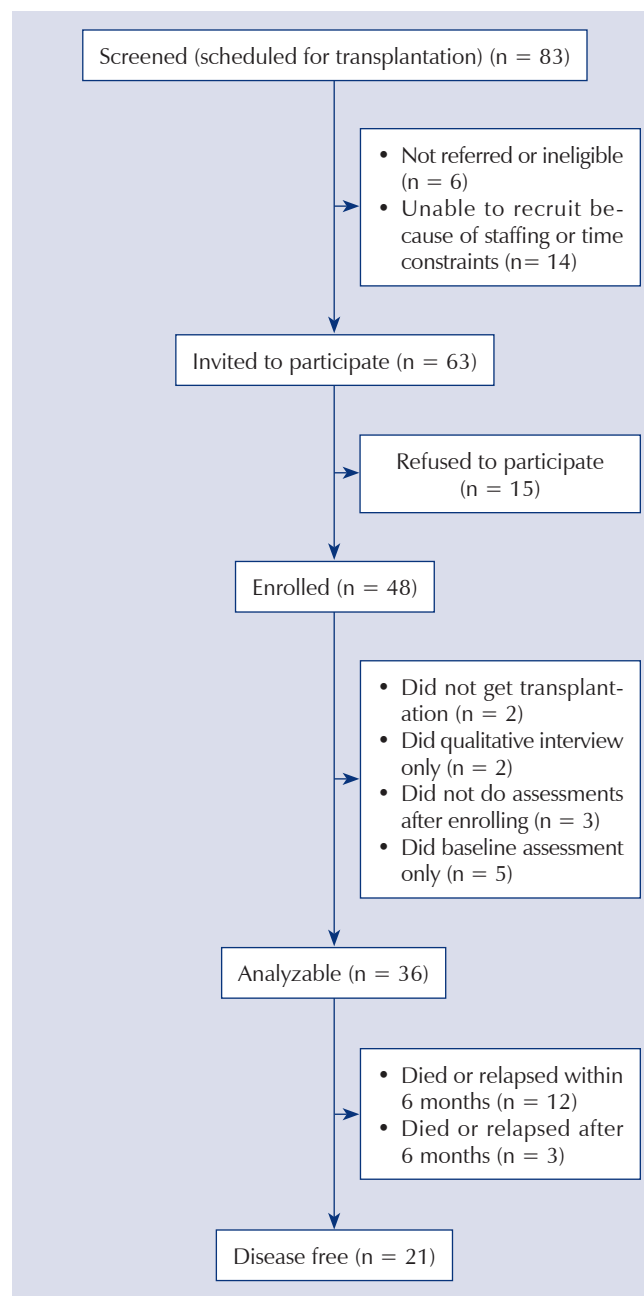 Screened (scheduled for transplantation) (n = 83)
• Not referred or ineligible
(n = 6)
• Unable to recruit be-
cause of staffing or time
constraints (n= 14)
Invited to participate (n = 63)
Refused to participate
(n = 15)
Enrolled (n = 48)
• Did not get transplant-
ation (n = 2)
• Did qualitative interview
only (n = 2)
• Did not do assessments
after enrolling (n = 3)
• Did baseline assessment
only (n = 5)
Analyzable (n = 36)
• Died or relapsed within
6 months (n = 12)
• Died or relapsed after
6 months (n = 3)
Disease free (n = 21)